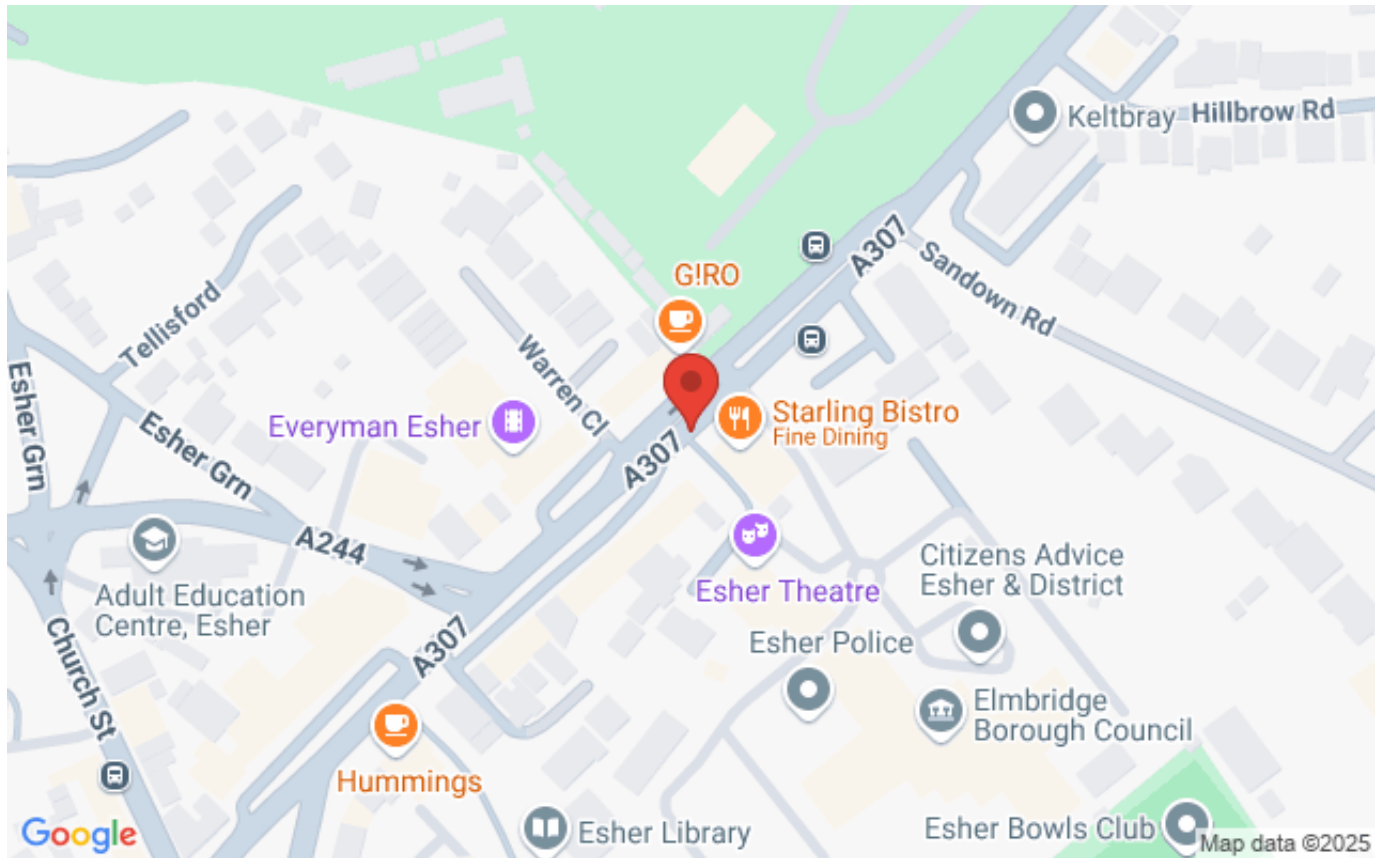 Keltbray
Hillbrow Rd
A307
Sandown Rd
G!RO
Tellisford
Warren Cl
Esher Grn
Esher Grn
Everyman Esher
A307
Starling Bistro
Fine Dining
A244
Adult Education
Centre, Esher
Esher Theatre
Citizens Advice
Esher & District
Esher Police
A307
Church St
Elmbridge
Borough Council
Hummings
Esher Library
Esher Bowls Club
Google
Map data ©2025